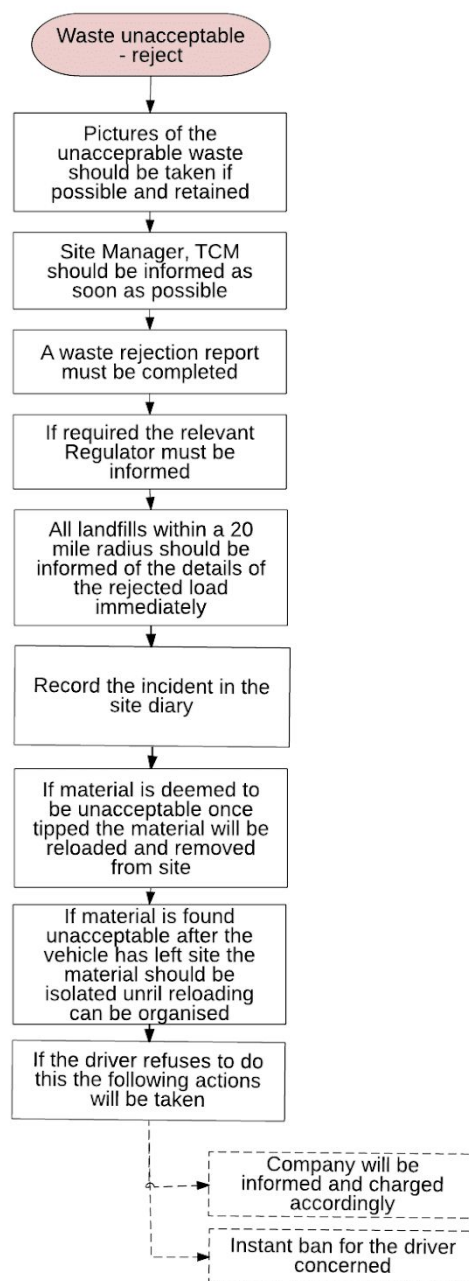 Waste unacceptable
- reject
Pictures of the
unacceprable waste
should be taken if
possible and retained
Site Manager, TCM
should be informed as
soon as possible
A waste rejection report
must be completed
If required the relevant
Regulator must be
informed
All landfills within a 20
mile radius should be
informed of the details
of the rejected load
immediately
Record the incident in the
site diary
If material is deemed to
be unacceptable once
tipped the material will be
reloaded and removed
from site
If material is found
unacceptable after the
vehicle has left site the
material should be
isolated unril reloading
can be organised
If the driver refuses to do
this the following actions
will be taken
Company will be
informed and charged
accordingly
Instant ban for the driver
concerned